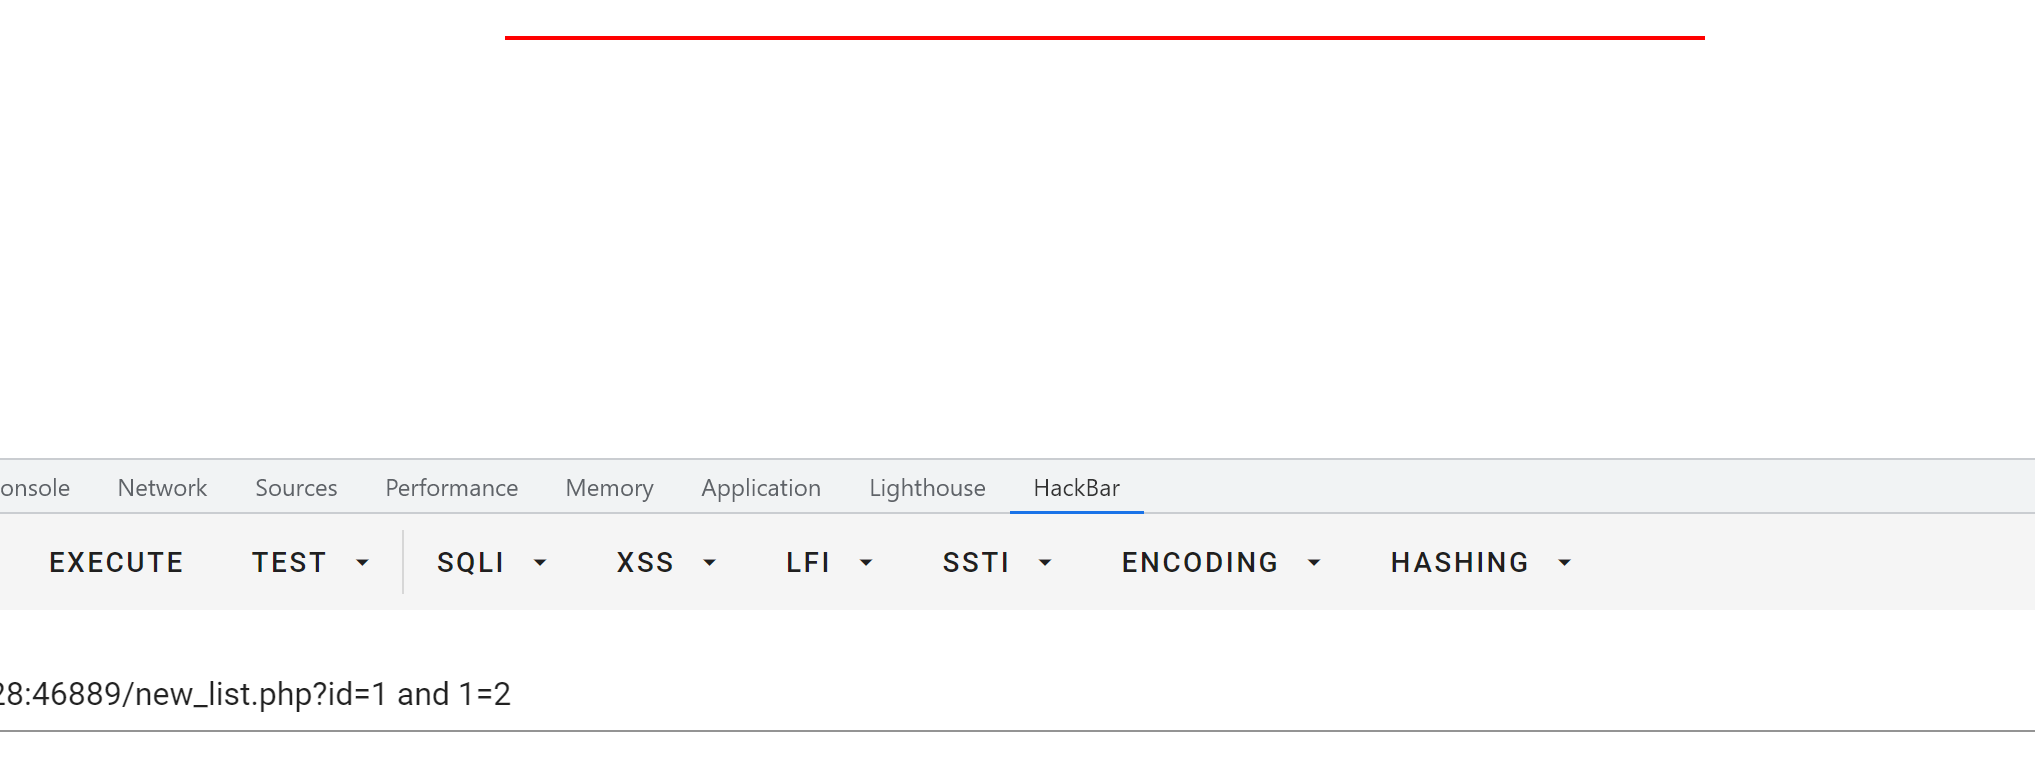 onsole Network Sources Performance Memory Application Lighthouse HackBar
EXECUTE TEST SQLI XSS LFI SSTI ENCODING HASHING
28:46889/new_list.php?id=1 and 1=2